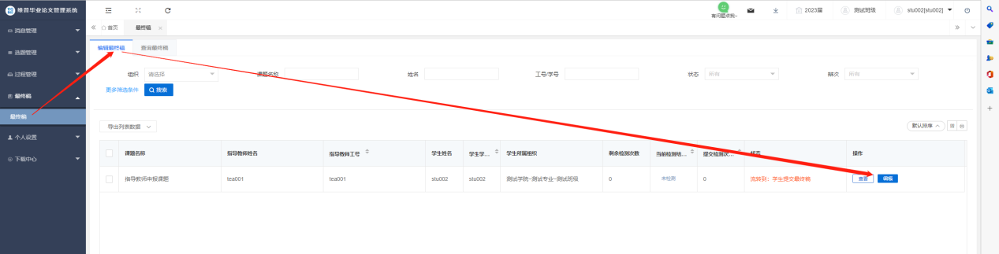 维普毕业论文管理系统
有问题点我~
2023届
测试班级
stu002[stu002]
消息管理
首页
最终稿
选题管理
编辑最终稿
查询最终稿
过程管理
组织
请选择
课题名称
姓名
工号/学号
状态
所有
辩次
所有
最终稿
更多筛选条件
搜索
最终稿
导出列表数据
默认排序
个人设置
下载中心
课题名称
指导教师姓名
指导教师工号
学生姓名
学生学...
学生所属组织
剩余检测次数
当前检测结...
提交检测次...
状态
操作
指导教师申报课题
tea001
tea001
stu002
stu002
测试学院-测试专业-测试班级
0
未检测
0
流转到：学生提交最终稿
查看
编辑